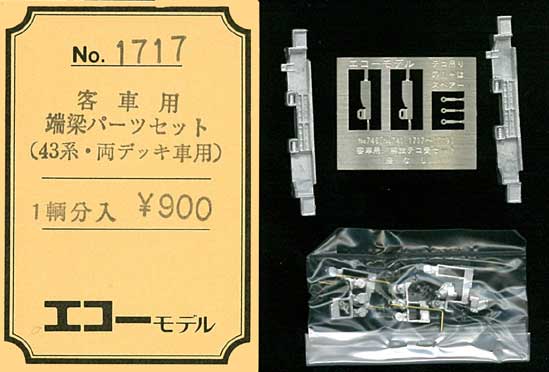 No. 1717
客車用
端梁パーツセット
(43系・両デッキ車用)
1輌分入 ¥900
エコーモデル
エコーモデル